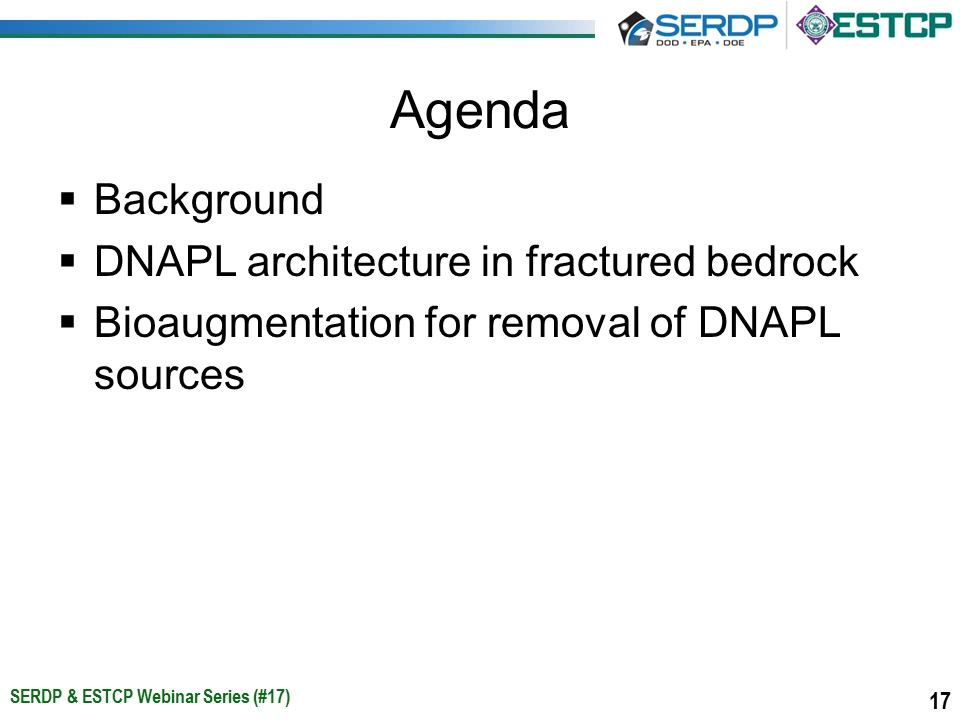 SERDP ESTCP
DOD • EPA • DOE
Agenda
▪ Background
▪ DNAPL architecture in fractured bedrock
▪ Bioaugmentation for removal of DNAPL
sources
SERDP & ESTCP Webinar Series (#17)
17